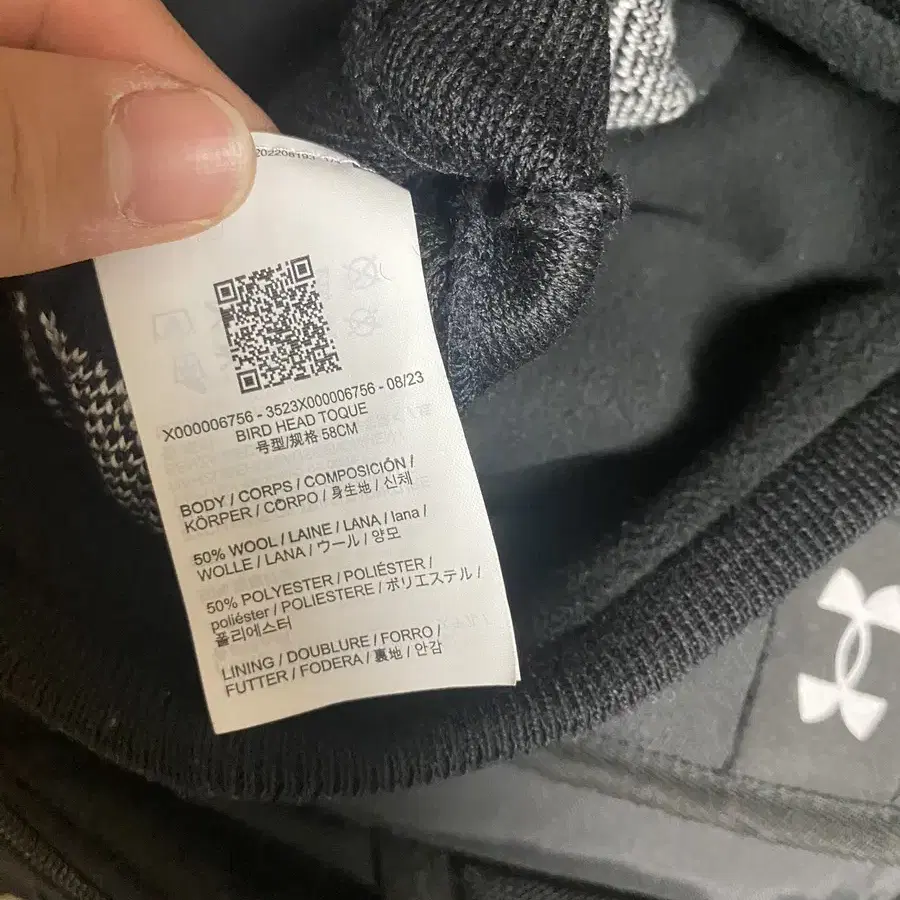 X000006756 - 3523X000006756 - 08/23
BIRD HEAD TOQUE
号型/规格 58CM
BODY / CORPS / COMPOSICIÓN /
KÖRPER / CORPO / 身生地 / 신체
50% WOOL / LAINE / LANA / lana /
WOLLE / LANA / ウール / 양모
50% POLYESTER / POLIÉSTER /
poliéster / POLIESTERE / ポリエステル /
폴리에스터
LINING / DOUBLURE / FORRO /
FUTTER / FODERA / 裏地 / 안감